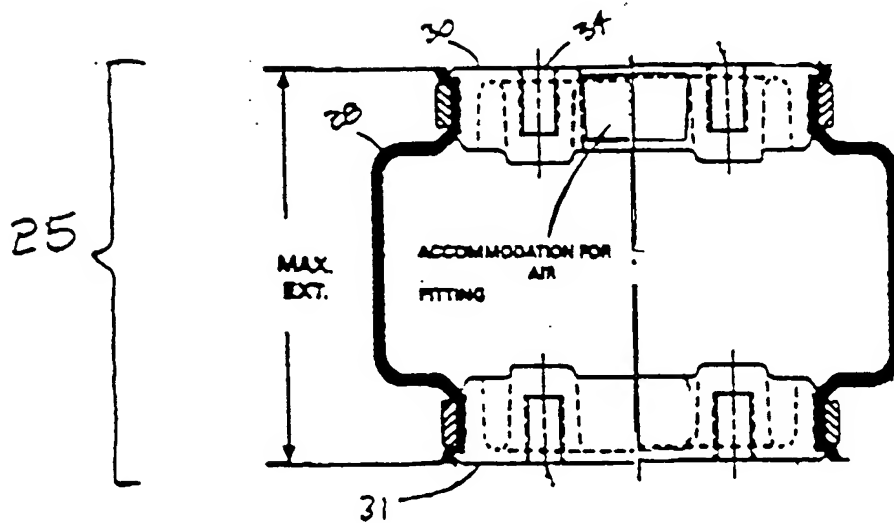 30
34
28
25
MAX.
EXT.
ACCOMMODATION FOR
AIR
FITTING
31